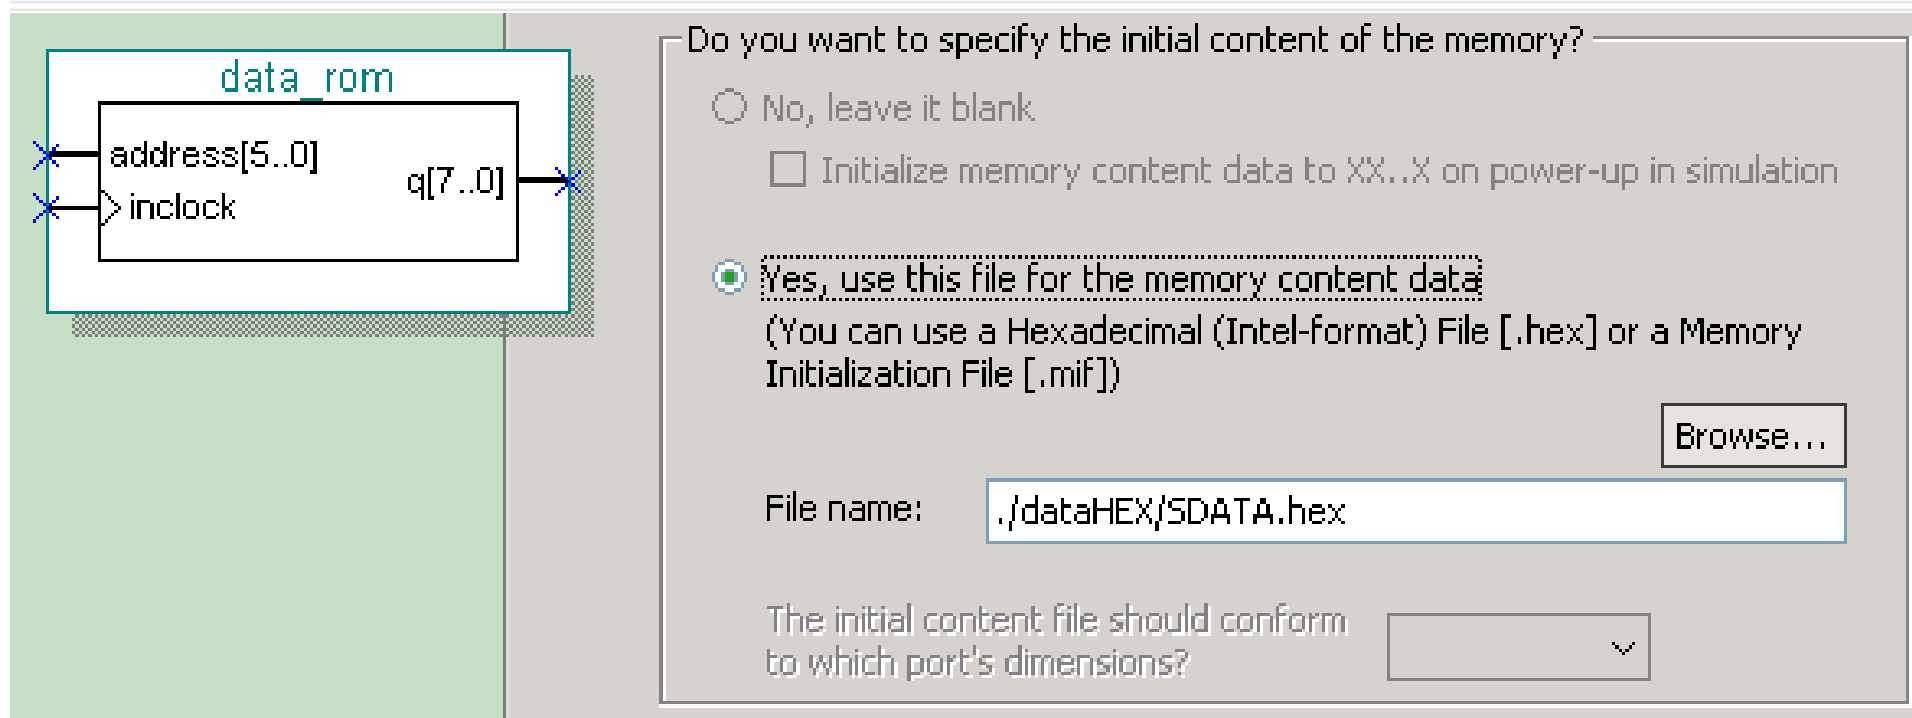 data_rom
address[5..0]
q[7..0]
inclock
Do you want to specify the initial content of the memory?
No, leave it blank
Initialize memory content data to XX..X on power-up in simulation
Yes, use this file for the memory content data
(You can use a Hexadecimal (Intel-format) File [.hex] or a Memory
Initialization File [.mif])
Browse...
File name:
./dataHEX/SDATA.hex
The initial content file should conform
to which port's dimensions?